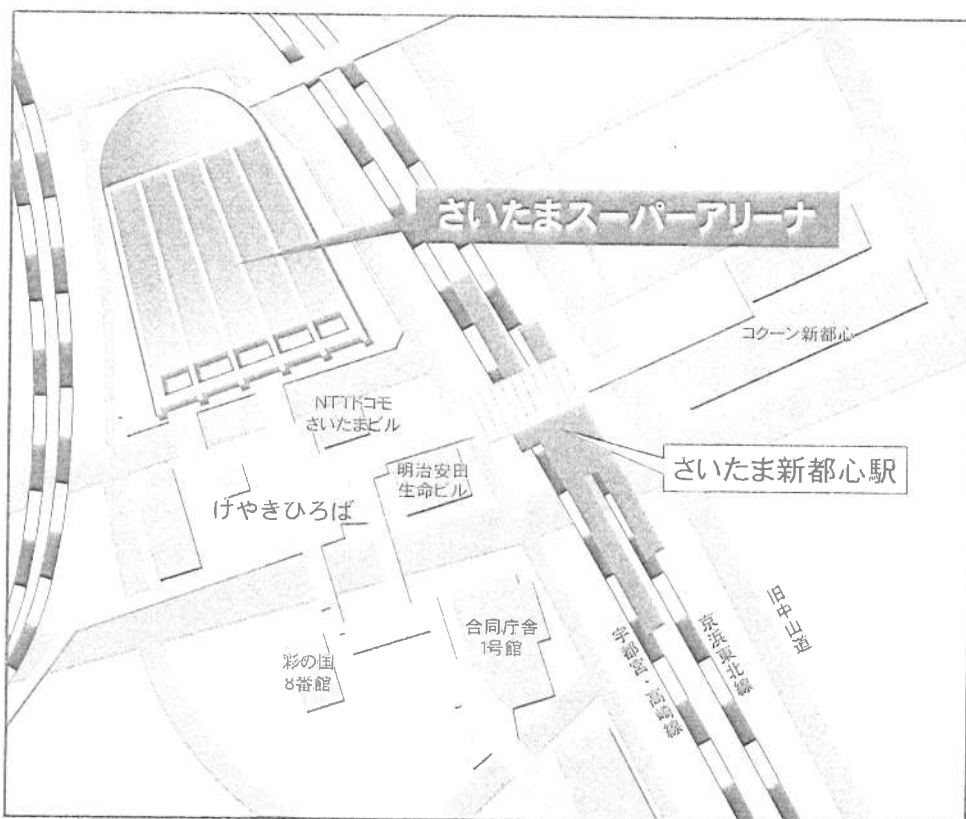 さいたまスーパーアリーナ
コクーン新都心
NTTドコモ
さいたまビル
明治安田
生命ビル
さいたま新都心駅
けやきひろば
合同庁舎
1号館
彩の国
8番館
宇都宮・高崎線
京浜東北線
旧中山道